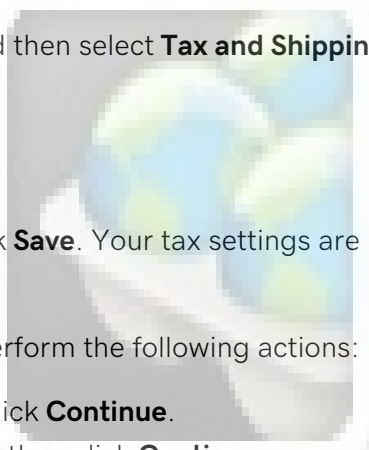 d then select Tax and Shippin
k Save. Your tax settings are
erform the following actions:
ick Continue.